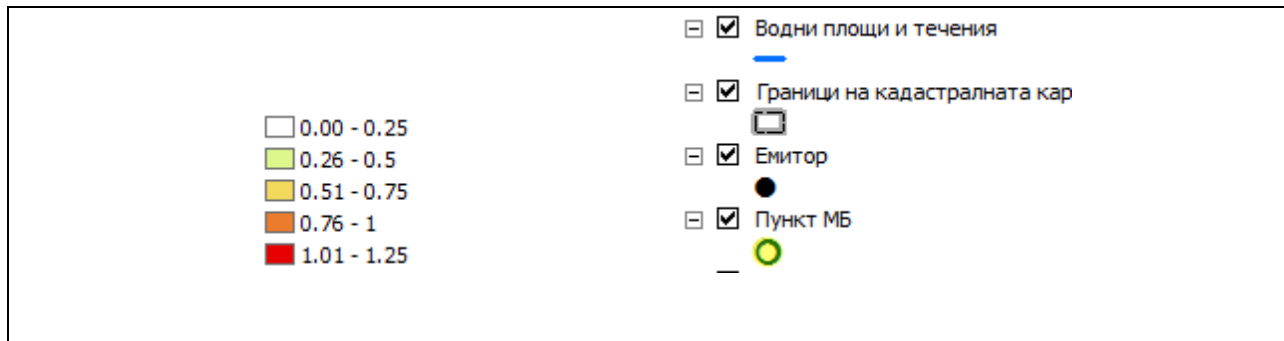 0.00 - 0.25
0.26 - 0.5
0.51 - 0.75
0.76 - 1
1.01 - 1.25
Водни площи и течения
Граници на кадастралната кар
Емитор
Пункт МБ